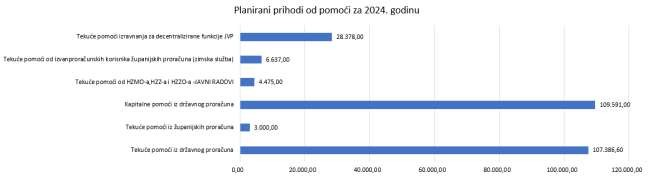 Planirani prihodi od pomoći za 2024. godinu
Tekuće pomoći izravnanja za decentralizirane funkcije JVP 28.378,00
Tekuće pomoći od izvanproračunskih korisnika županijskih proračuna (zimska služba) 6.637,00
Tekuće pomoći od HZMO-a,HZZ-a i HZZO-a -JAVNI RADOVI 4.475,00
Kapitalne pomoći iz državnog proračuna 109.591,00
Tekuće pomoći iz županijskih proračuna 3.000,00
Tekuće pomoći iz državnog proračuna 107.386,60
0,00 20.000,00 40.000,00 60.000,00 80.000,00 100.000,00 120.000,00